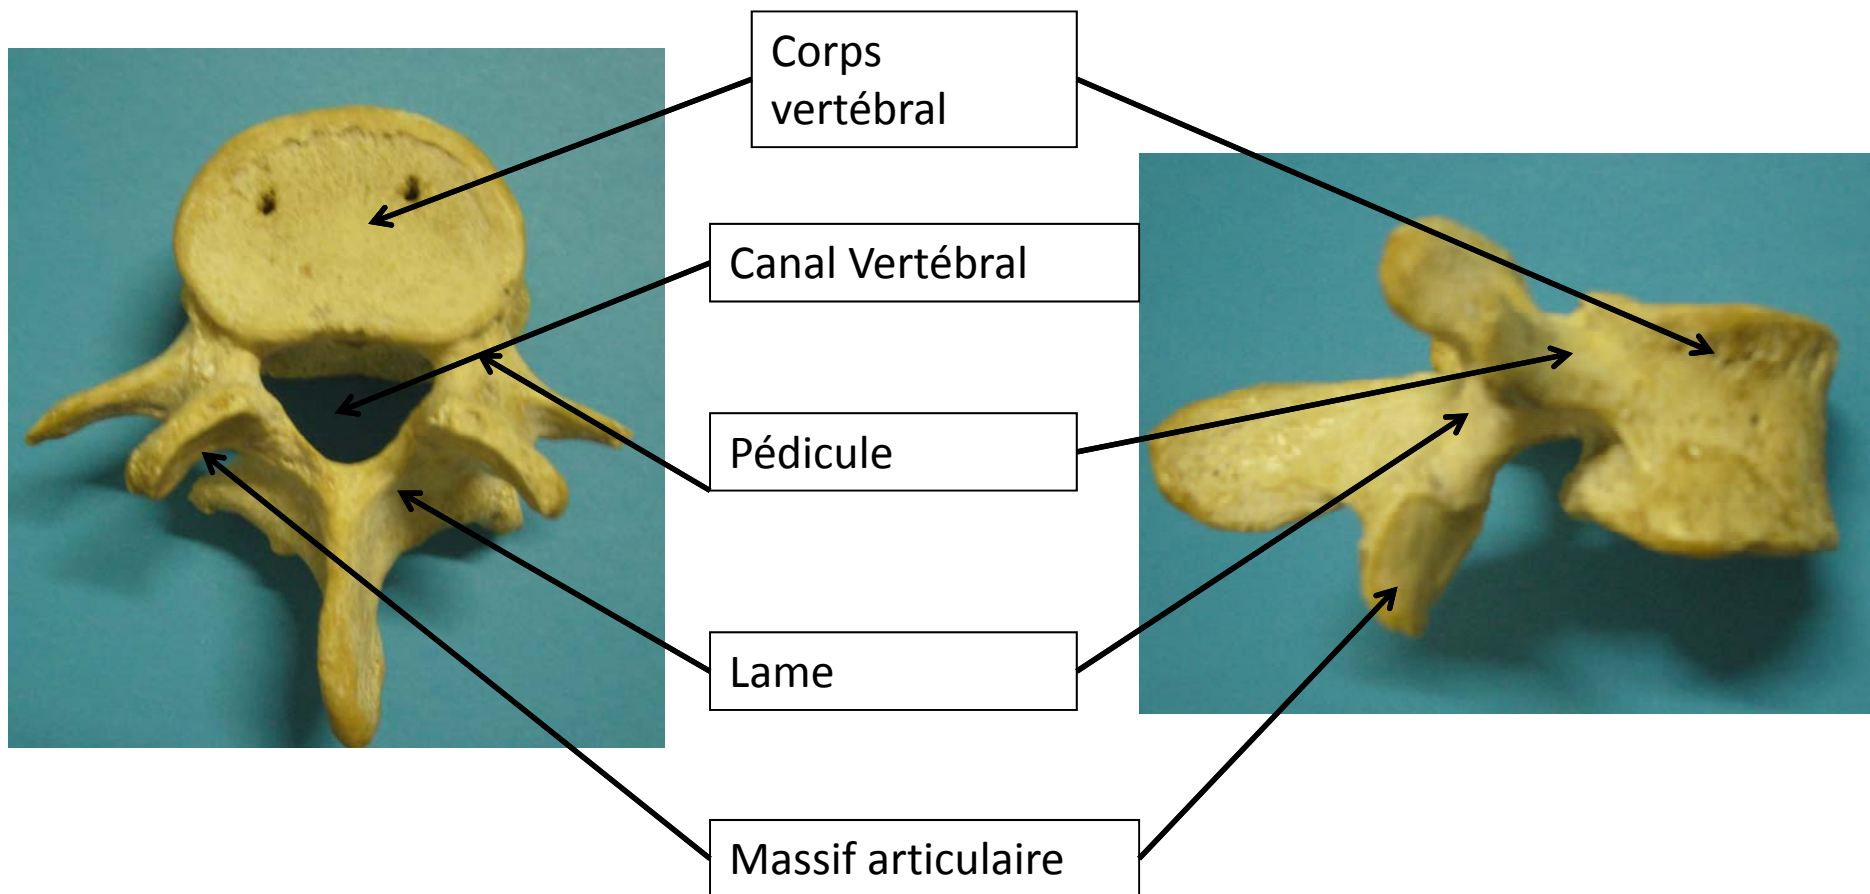 Corps
vertébral
Canal Vertébral
Pédicule
Lame
Massif articulaire